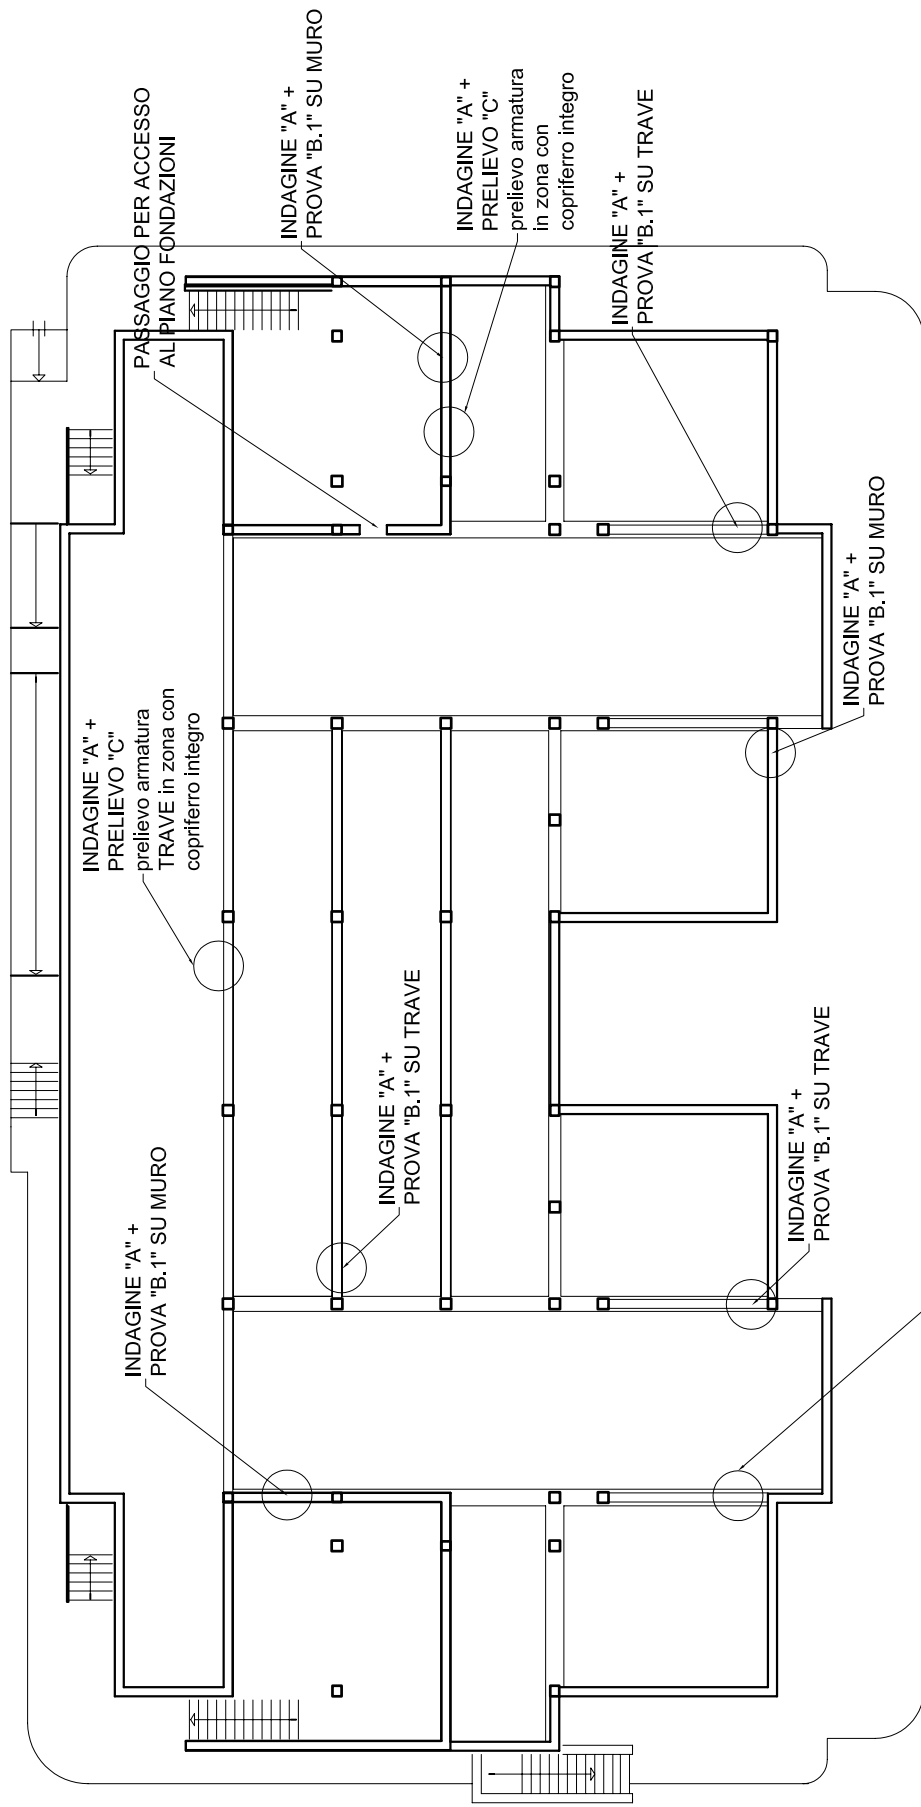 PASSAGGIO PER ACCESSO
AL PIANO FONDAZIONI
INDAGINE "A" +
PROVA "B.1" SU MURO
INDAGINE "A" +
PRELIEVO "C"
prelievo armatura
in zona con
copriferro integro
INDAGINE "A" +
PROVA "B.1" SU TRAVE
INDAGINE "A" +
PRELIEVO "C"
prelievo armatura
TRAVE in zona con
copriferro integro
INDAGINE "A" +
PROVA "B.1" SU MURO
INDAGINE "A" +
PROVA "B.1" SU MURO
INDAGINE "A" +
PROVA "B.1" SU TRAVE
INDAGINE "A" +
PROVA "B.1" SU TRAVE